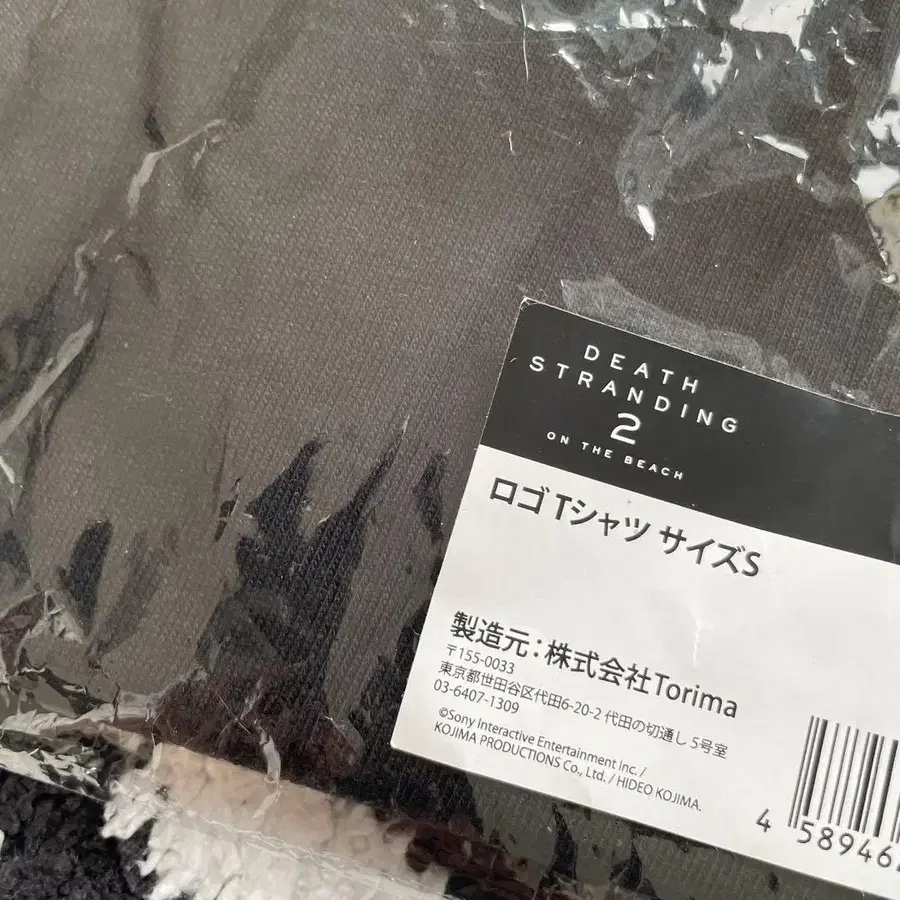 DEATH
STRANDING
2
ON THE BEACH
ロゴTシャツ サイズS
製造元：株式会社Torima
〒155-0033
東京都世田谷区代田6-20-2 代田の切通し 5号室
03-6407-1309
©Sony Interactive Entertainment Inc. /
KOJIMA PRODUCTIONS Co., Ltd. / HIDEO KOJIMA.
4 58946